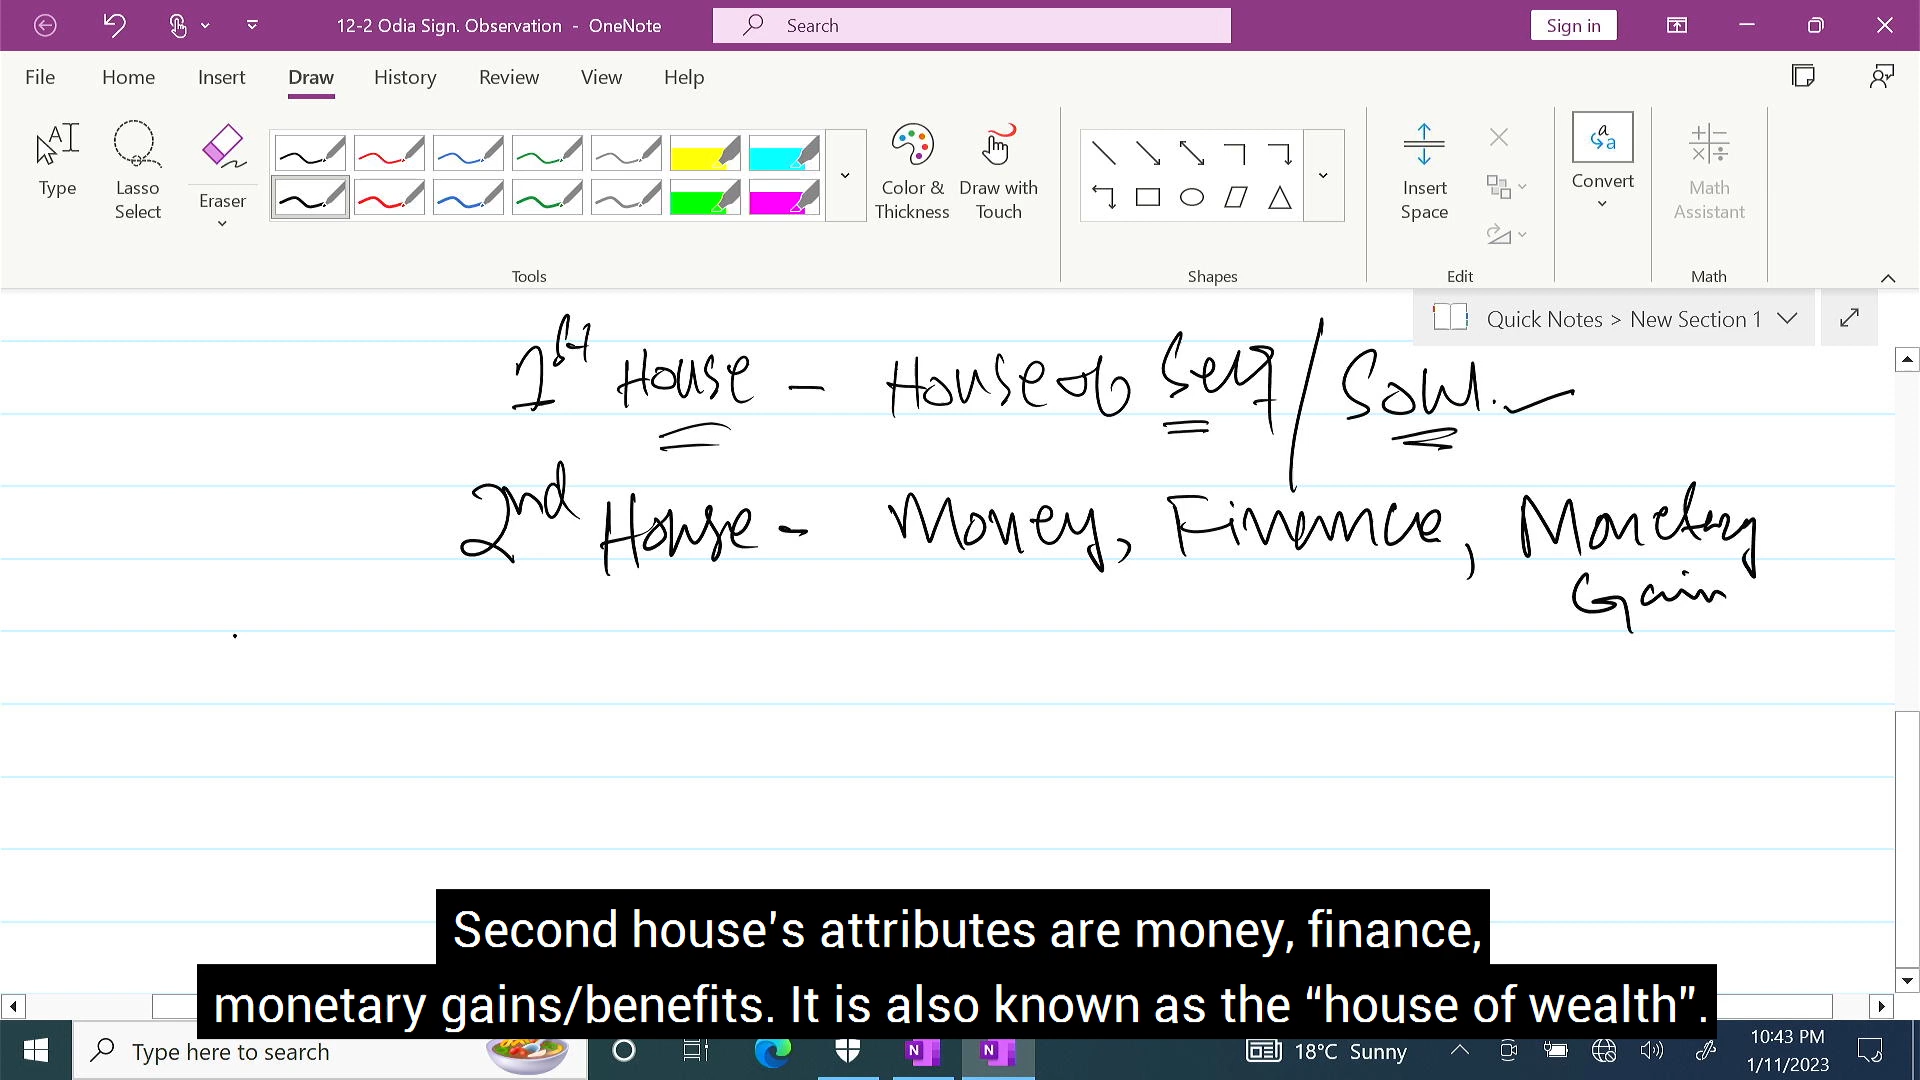 12-2 Odia Sign. Observation - OneNote
Search
Sign in
File Home Insert Draw History Review View Help
Type
Lasso Select
Eraser
Color & Thickness
Draw with Touch
Insert Space
Convert
Math Assistant
Tools Shapes Edit Math
Quick Notes > New Section 1
1st House - House of Self/Soul.
2nd House - Money, Finance, Monetary
Gain
Second house's attributes are money, finance,
monetary gains/benefits. It is also known as the “house of wealth”.
Type here to search
18°C Sunny
10:43 PM
1/11/2023